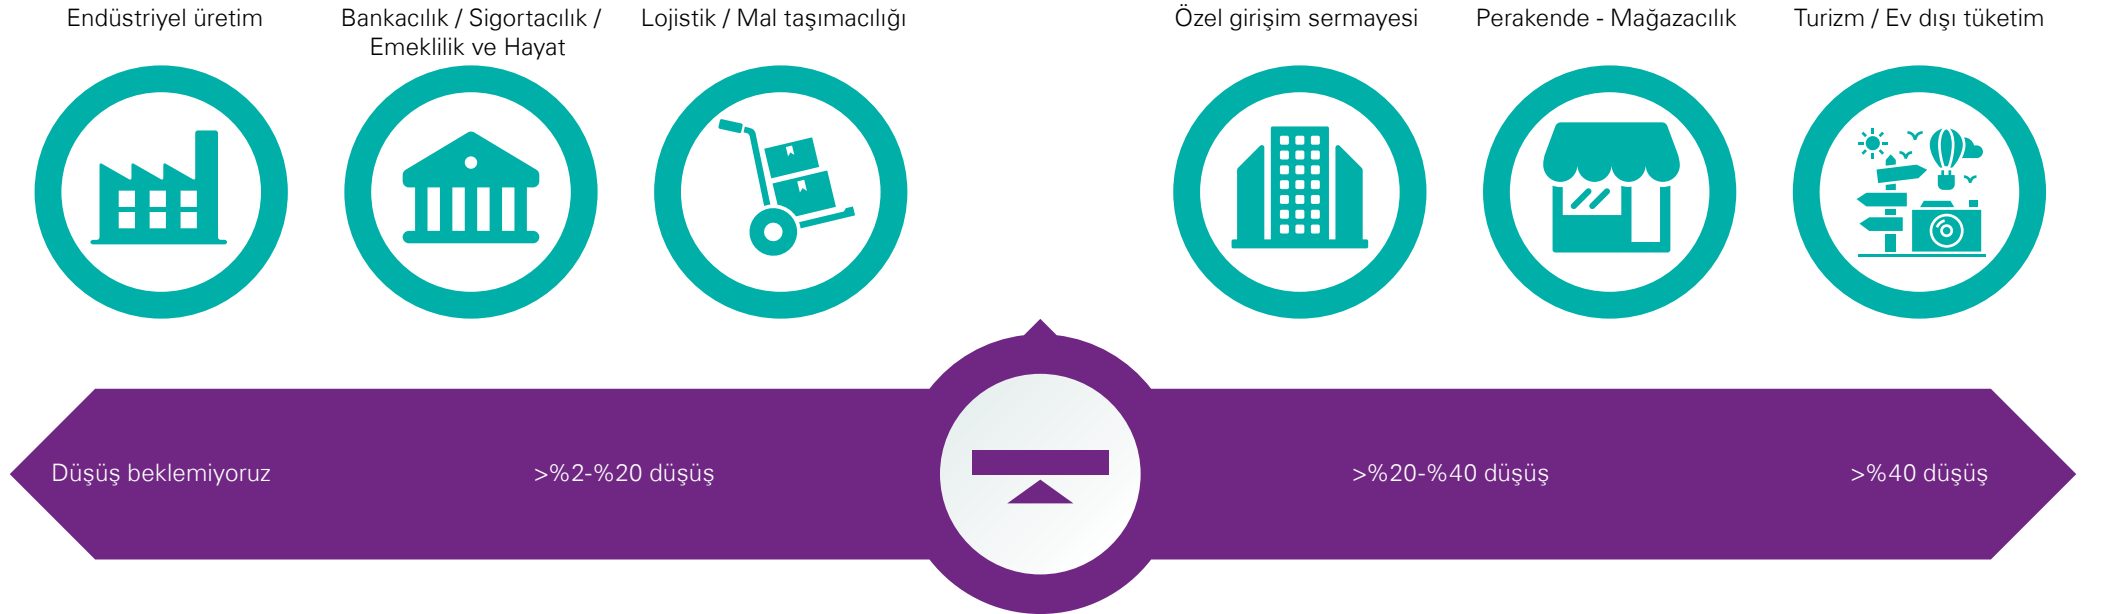 Endüstriyel üretim
Bankacılık / Sigortacılık /
Emeklilik ve Hayat
Lojistik / Mal taşımacılığı
Özel girişim sermayesi
Perakende - Mağazacılık
Turizm / Ev dışı tüketim
Düşüş beklemiyoruz
>%2-%20 düşüş
>%20-%40 düşüş
>%40 düşüş